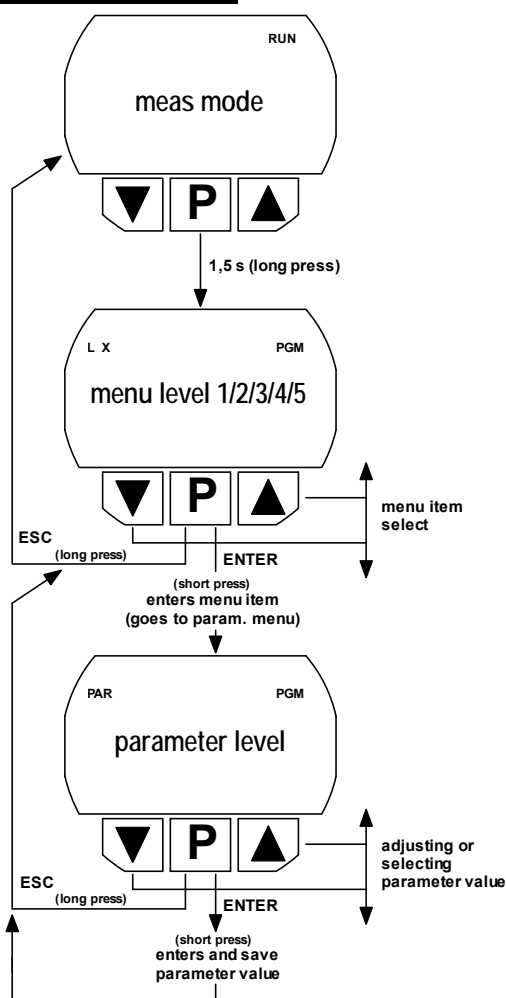 RUN
meas mode
▼ P ▲
1,5 s (long press)
L X PGM
menu level 1/2/3/4/5
▼ P ▲
menu item
select
ESC
(long press)
ENTER
(short press)
enters menu item
(goes to param. menu)
PAR PGM
parameter level
▼ P ▲
adjusting or
selecting
parameter value
ESC
(long press)
ENTER
(short press)
enters and save
parameter value